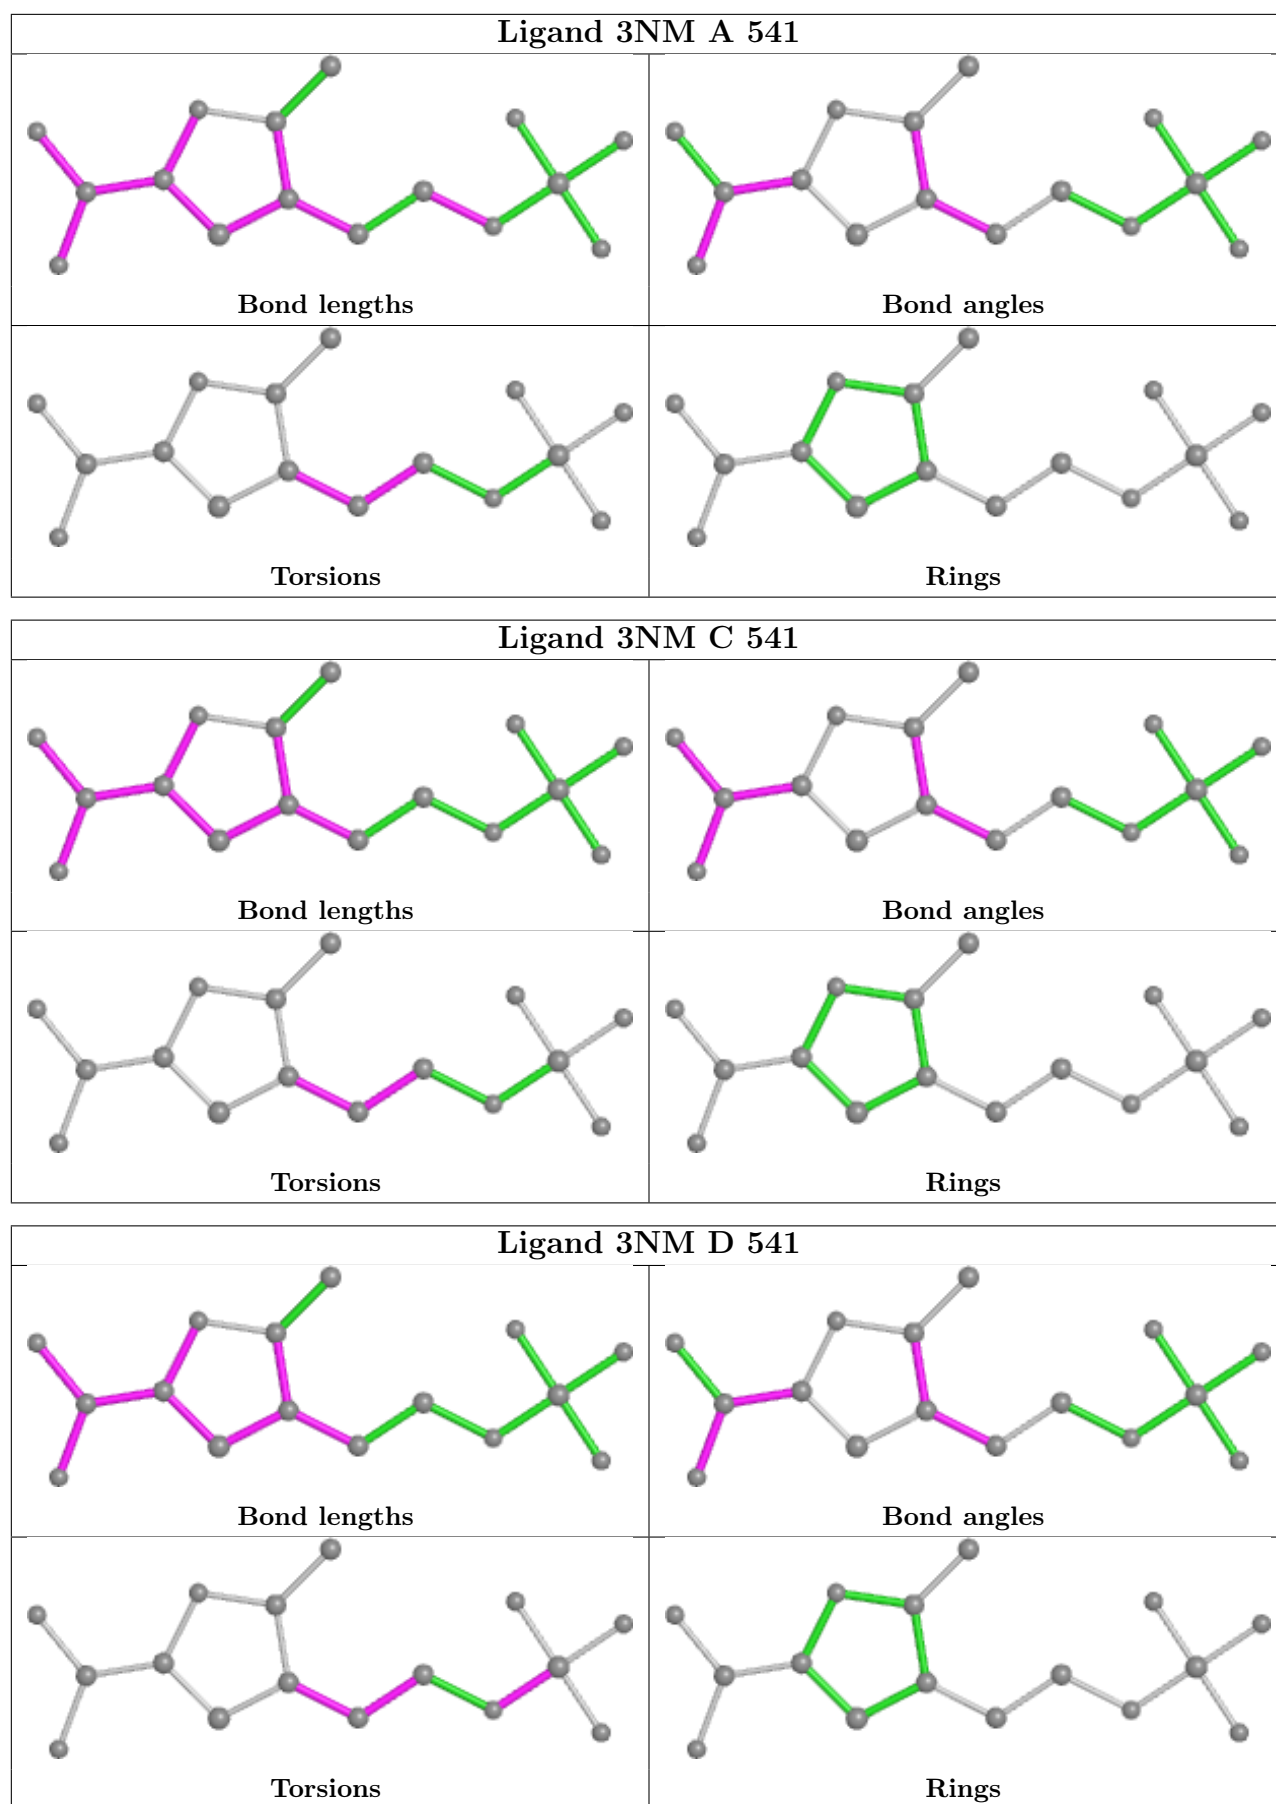 Ligand 3NM A 541
Bond lengths
Bond angles
Torsions
Rings
Ligand 3NM C 541
Bond lengths
Bond angles
Torsions
Rings
Ligand 3NM D 541
Bond lengths
Bond angles
Torsions
Rings